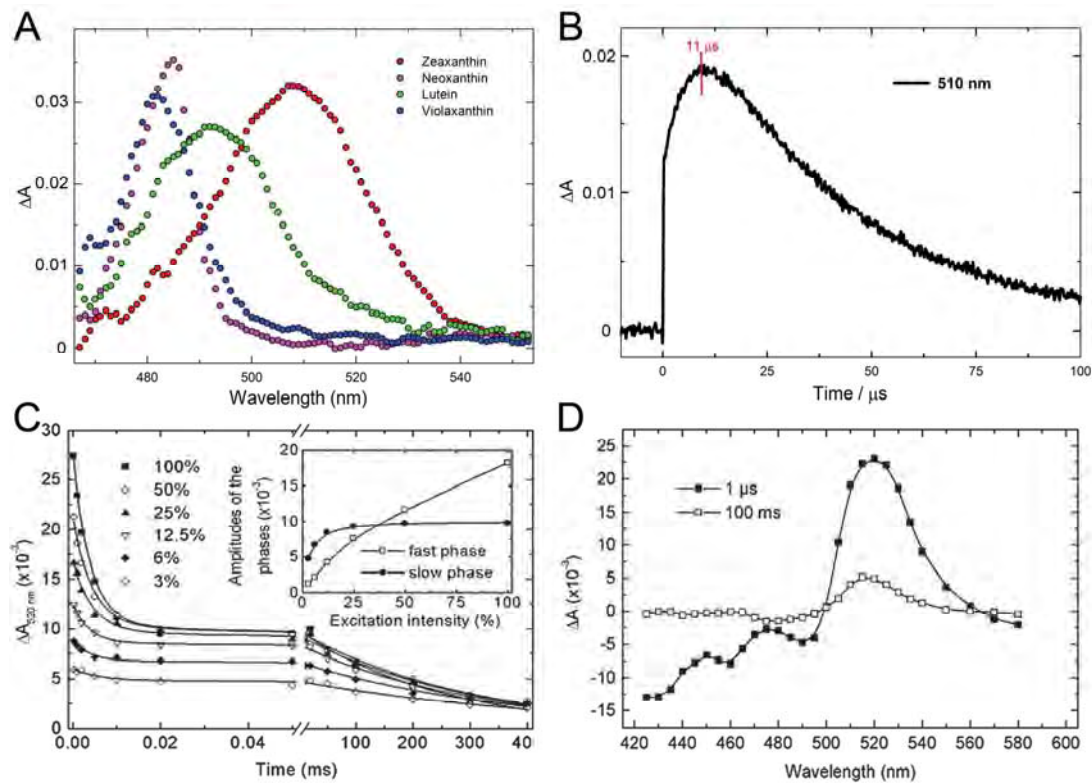 A
0.03
0.02
0.01
0
ΔA
480
500
520
540
Wavelength (nm)
Zeaxanthin
Neoxanthin
Lutein
Violaxanthin
B
0.02
0.01
0
ΔA
11 μs
510 nm
0
25
50
75
100
Time / μs
C
30
25
20
15
10
5
0
ΔA520 nm (x10-3)
100%
50%
25%
12.5%
6%
3%
0.00
0.02
0.04
100
200
300
400
Time (ms)
Amplitudes of the
phases (x10-3)
20
15
10
5
0
fast phase
slow phase
0
25
50
75
100
Excitation intensity (%)
D
25
20
15
10
5
0
-5
-10
-15
ΔA (x10-3)
1 μs
100 ms
420
440
460
480
500
520
540
560
580
600
Wavelength (nm)